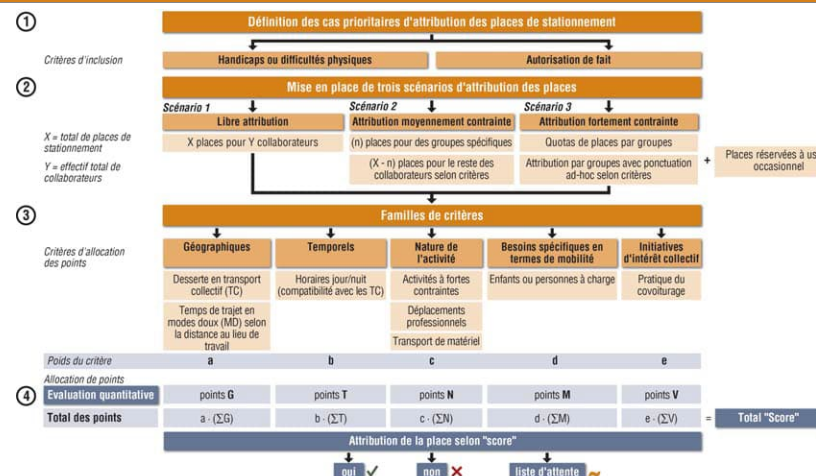 1
Définition des cas prioritaires d'attribution des places de stationnement
Critères d'inclusion
Handicaps ou difficultés physiques
Autorisation de fait
2
Mise en place de trois scénarios d'attribution des places
Scénario 1
Scénario 2
Scénario 3
Libre attribution
Attribution moyennement contrainte
Attribution fortement contrainte
X = total de places de
stationnement
X places pour Y collaborateurs
(n) places pour des groupes spécifiques
Quotas de places par groupes
Y = effectif total de
collaborateurs
(X - n) places pour le reste des
collaborateurs selon critères
Attribution par groupes avec ponctuation
ad-hoc selon critères
+
Places réservées à
occasionnel
3
Familles de critères
Critères d'allocation
des points
Géographiques
Temporels
Nature de
l'activité
Besoins spécifiques en
termes de mobilité
Initiatives
d'intérêt collectif
Desserte en transport
collectif (TC)
Temps de trajet en
modes doux (MD) selon
la distance au lieu de
travail
Horaires jour/nuit
(compatibilité avec les TC)
Activités à fortes
contraintes
Déplacements
professionnels
Transport de matériel
Enfants ou personnes à charge
Pratique du
covoiturage
Poids du critère
a
b
c
d
e
Allocation de points
4
Evaluation quantitative
points G
points T
points N
points M
points V
Total des points
a · (ΣG)
b · (ΣT)
c · (ΣN)
d · (ΣM)
e · (ΣV)
=
Total "Score"
Attribution de la place selon "score"
oui
non
liste d'attente